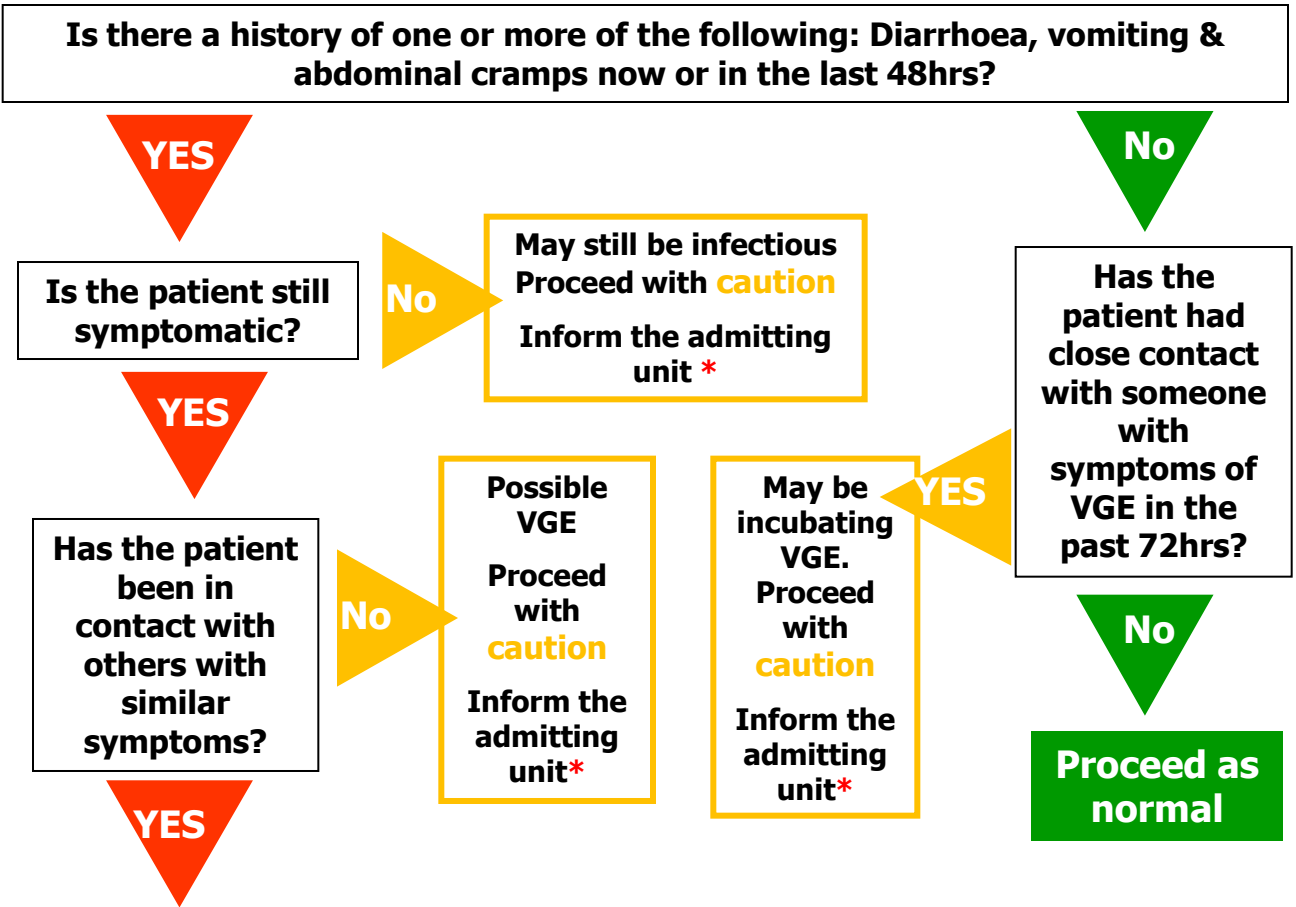 Is there a history of one or more of the following: Diarrhoea, vomiting &
abdominal cramps now or in the last 48hrs?
YES
No
Is the patient still
symptomatic?
No
May still be infectious
Proceed with caution
Inform the admitting
unit *
Has the
patient had
close contact
with someone
with
symptoms of
VGE in the
past 72hrs?
YES
Has the patient
been in
contact with
others with
similar
symptoms?
No
Possible
VGE
Proceed
with
caution
Inform the
admitting
unit*
May be
incubating
VGE.
Proceed
with
caution
Inform the
admitting
unit*
YES
No
Proceed as
normal
YES